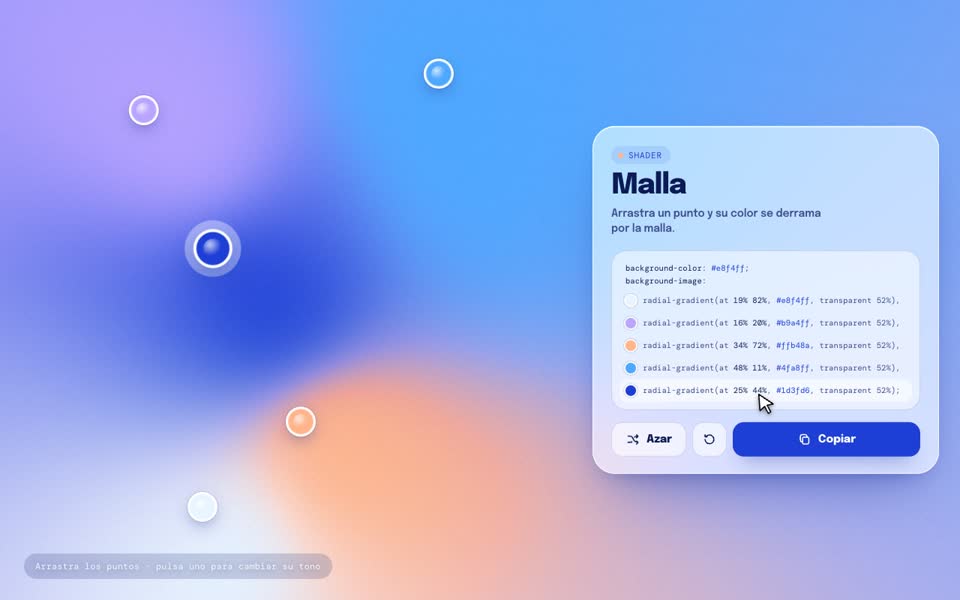 SHADER
Malla
Arrastra un punto y su color se derrama
por la malla.
background-color: #e8f4ff;
background-image:
radial-gradient(at 19% 82%, #e8f4ff, transparent 52%),
radial-gradient(at 16% 20%, #b9a4ff, transparent 52%),
radial-gradient(at 34% 72%, #ffb48a, transparent 52%),
radial-gradient(at 48% 11%, #4fa8ff, transparent 52%),
radial-gradient(at 25% 44%, #1d3fd6, transparent 52%);
Azar
Copiar
Arrastra los puntos · pulsa uno para cambiar su tono